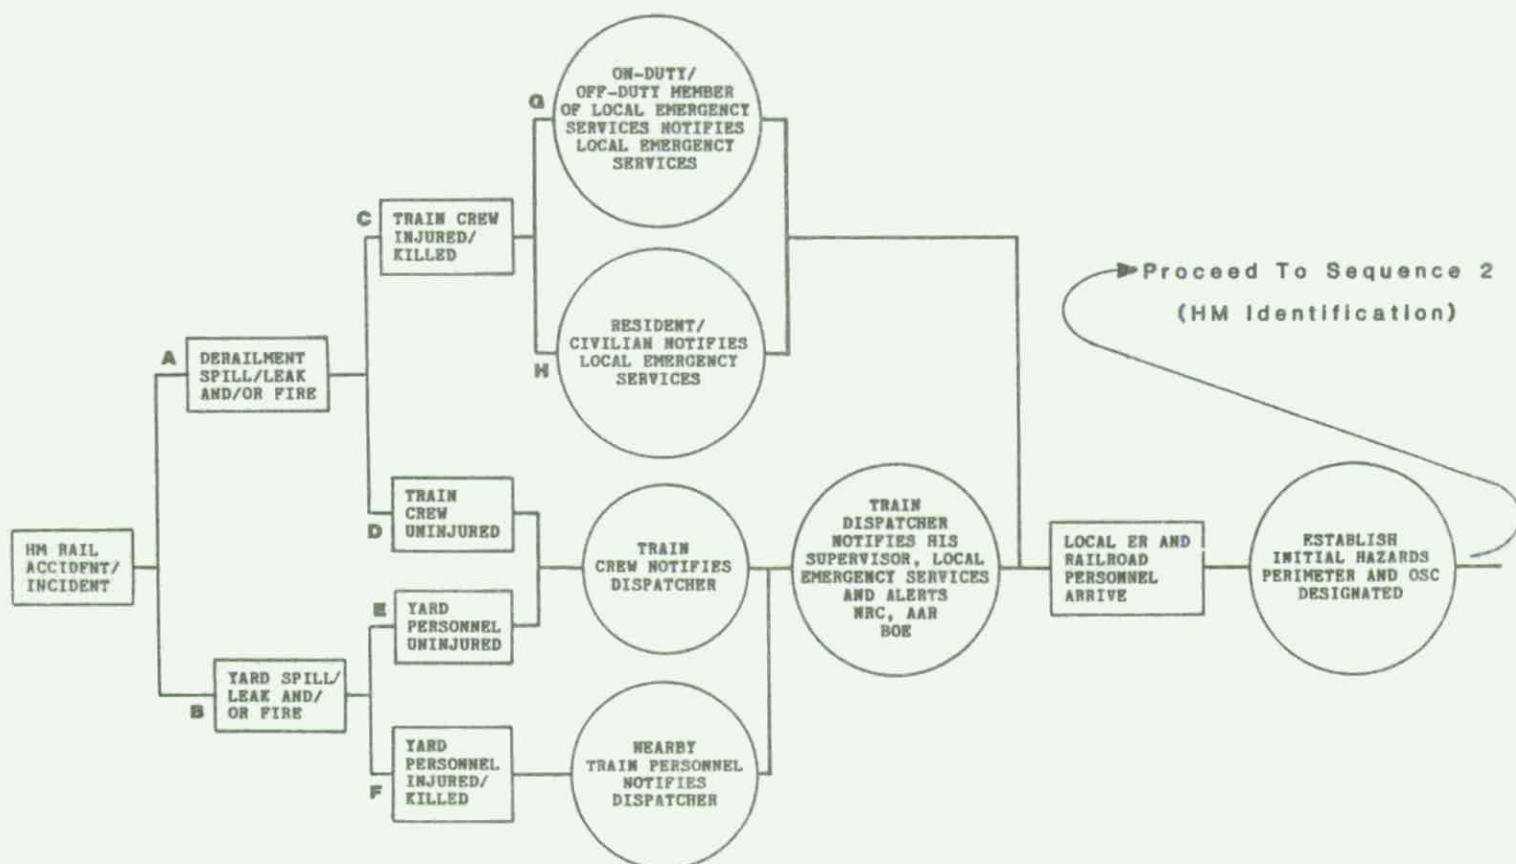 HM RAIL
ACCIDENT/
INCIDENT
A
DERAILMENT
SPILL/LEAK
AND/OR FIRE
B
YARD SPILL/
LEAK AND/
OR FIRE
C
TRAIN CREW
INJURED/
KILLED
D
TRAIN
CREW
UNINJURED
E
YARD
PERSONNEL
UNINJURED
F
YARD
PERSONNEL
INJURED/
KILLED
G
ON-DUTY/
OFF-DUTY MEMBER
OF LOCAL EMERGENCY
SERVICES NOTIFIES
LOCAL EMERGENCY
SERVICES
H
RESIDENT/
CIVILIAN NOTIFIES
LOCAL EMERGENCY
SERVICES
TRAIN
CREW NOTIFIES
DISPATCHER
NEARBY
TRAIN PERSONNEL
NOTIFIES
DISPATCHER
TRAIN
DISPATCHER
NOTIFIES HIS
SUPERVISOR, LOCAL
EMERGENCY SERVICES
AND ALERTS
NRC, AAR
BOE
LOCAL ER AND
RAILROAD
PERSONNEL
ARRIVE
ESTABLISH
INITIAL HAZARDS
PERIMETER AND OSC
DESIGNATED
Proceed To Sequence 2
(HM Identification)